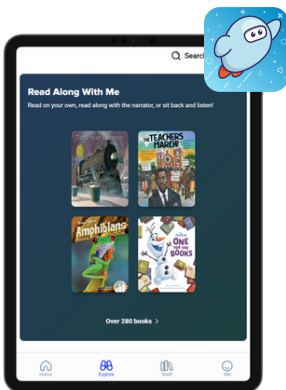 Search
Read Along With Me
Read on your own, read along with the narrator, or sit back and listen!
THE TEACHERS
MARCH!
Amphibians
ONE
FOR THE
BOOKS
Over 280 books >
Home
Explore
Shelf
Me